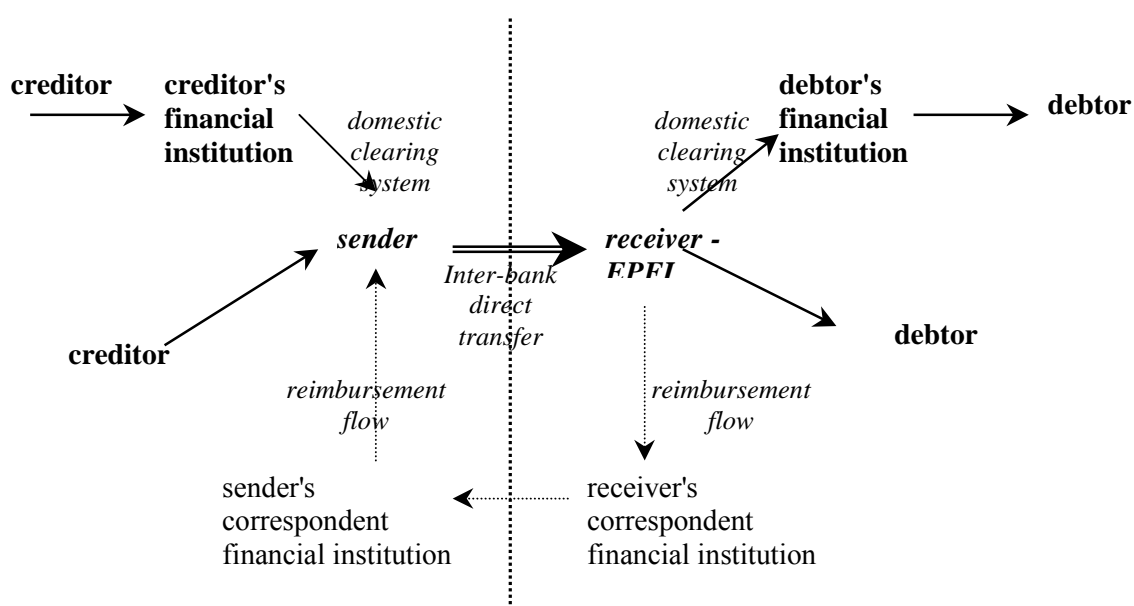 creditor
creditor's
financial
institution
domestic
clearing
system
domestic
clearing
system
debtor's
financial
institution
debtor
sender
receiver -
EPFI
Inter-bank
direct
transfer
creditor
debtor
reimbursement
flow
reimbursement
flow
sender's
correspondent
financial institution
receiver's
correspondent
financial institution